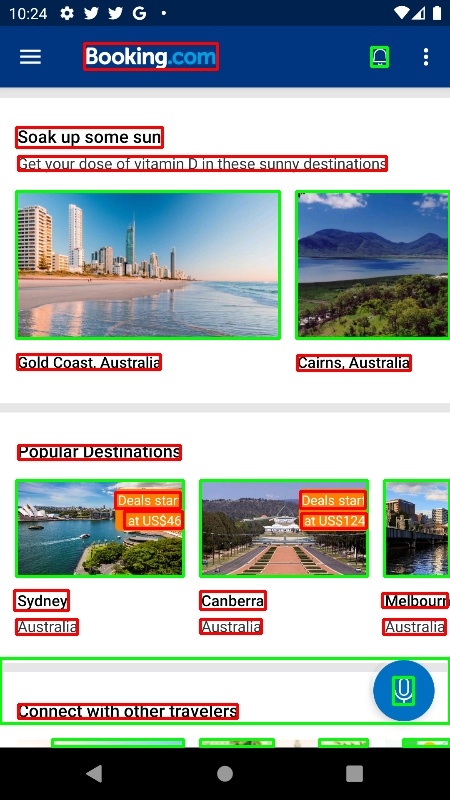 10:24
Booking.com
Soak up some sun
Get your dose of vitamin D in these sunny destinations
Gold Coast, Australia
Cairns, Australia
Popular Destinations
Deals start
at US$46
Deals start
at US$124
Sydney
Canberra
Melbourn
Australia
Australia
Australia
Connect with other travelers